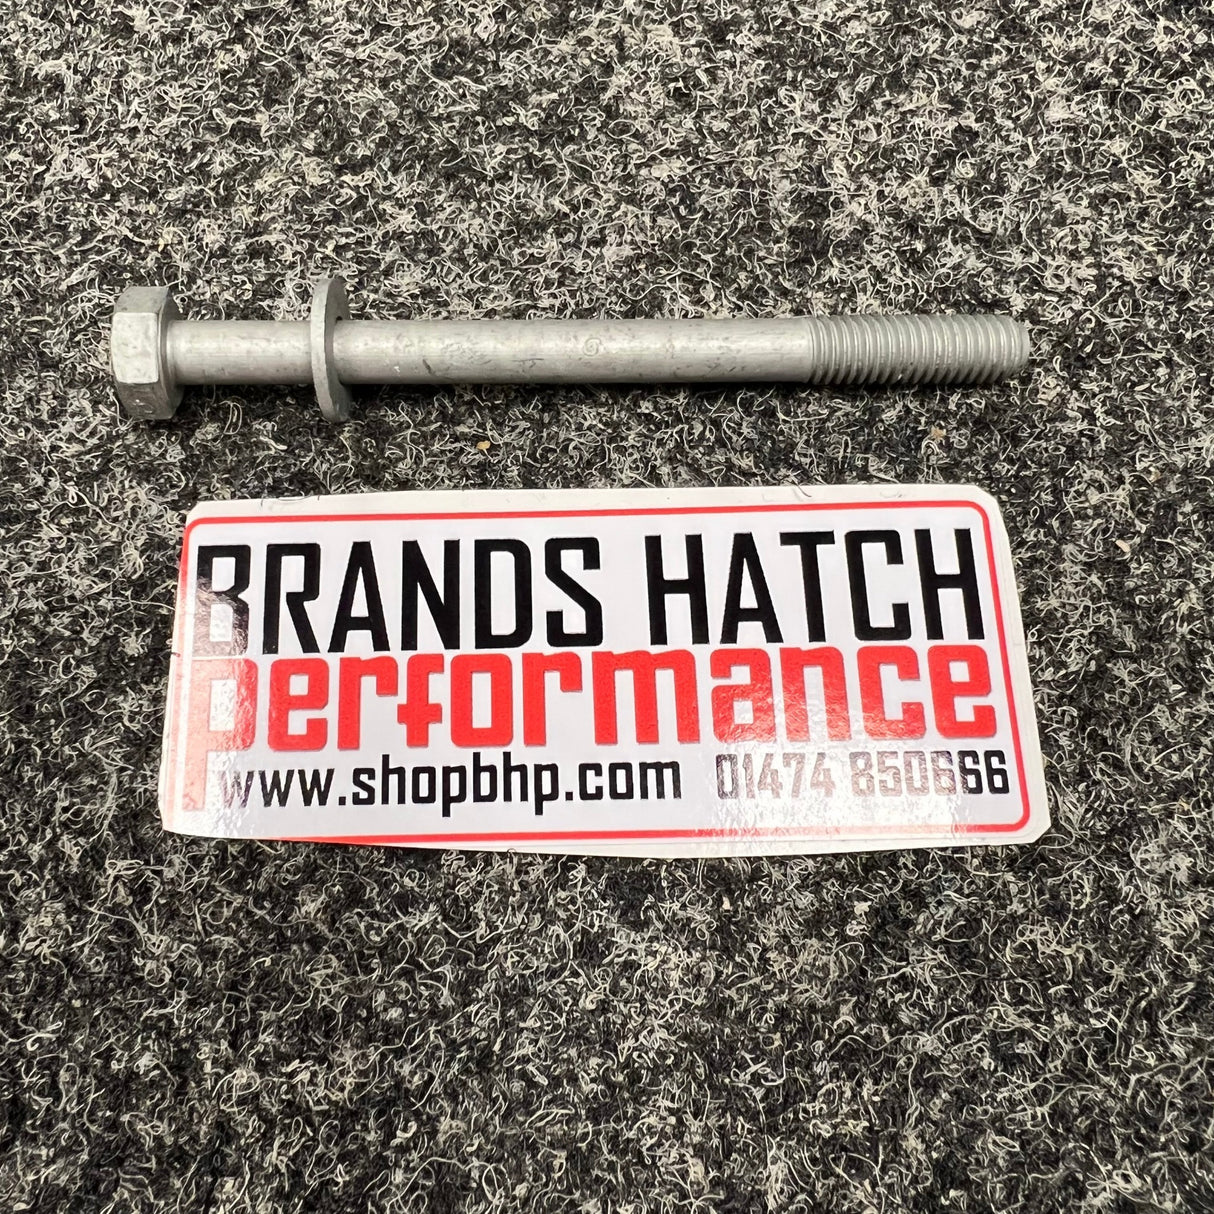 BRANDS HATCH
Performance
www.shopbhp.com 01474 850666